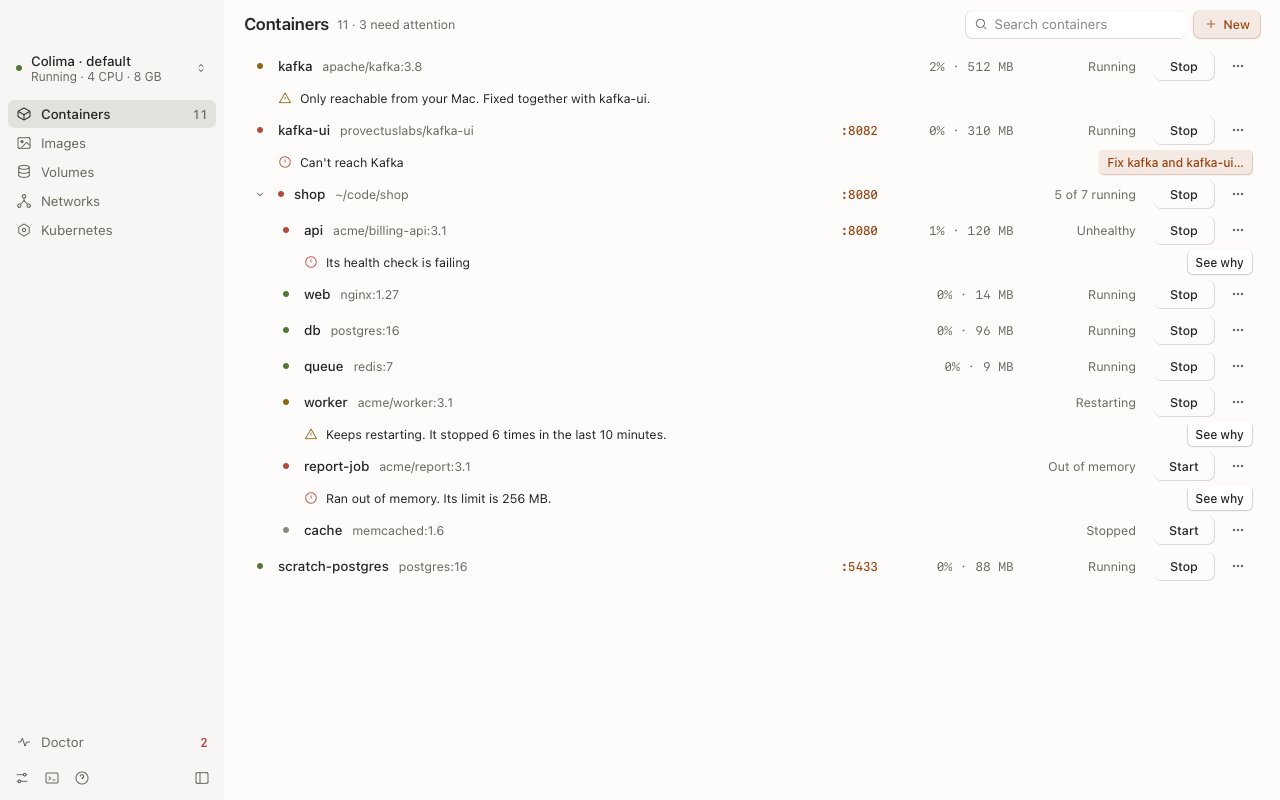 Containers 11 · 3 need attention
Search containers
+ New
Colima · default
Running · 4 CPU · 8 GB
Containers 11
Images
Volumes
Networks
Kubernetes
kafka apache/kafka:3.8 2% · 512 MB Running Stop ···
Only reachable from your Mac. Fixed together with kafka-ui.
kafka-ui provectuslabs/kafka-ui :8082 0% · 310 MB Running Stop ···
Can't reach Kafka Fix kafka and kafka-ui...
shop ~/code/shop :8080 5 of 7 running Stop ···
api acme/billing-api:3.1 :8080 1% · 120 MB Unhealthy Stop ···
Its health check is failing See why
web nginx:1.27 0% · 14 MB Running Stop ···
db postgres:16 0% · 96 MB Running Stop ···
queue redis:7 0% · 9 MB Running Stop ···
worker acme/worker:3.1 Restarting Stop ···
Keeps restarting. It stopped 6 times in the last 10 minutes. See why
report-job acme/report:3.1 Out of memory Start ···
Ran out of memory. Its limit is 256 MB. See why
cache memcached:1.6 Stopped Start ···
scratch-postgres postgres:16 :5433 0% · 88 MB Running Stop ···
Doctor 2